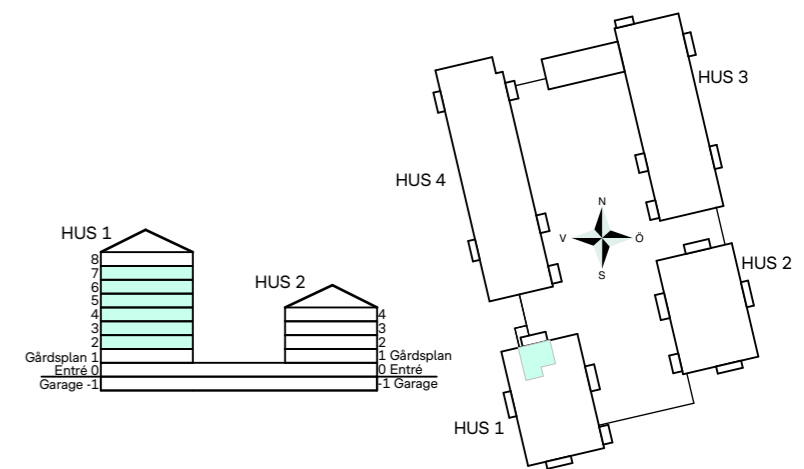 HUS 1
8
7
6
5
4
3
2
Gårdsplan 1
Entré 0
Garage -1
HUS 2
4
3
2
1 Gårdsplan
0 Entré
-1 Garage
HUS 3
HUS 4
N
V
Ö
S
HUS 2
HUS 1